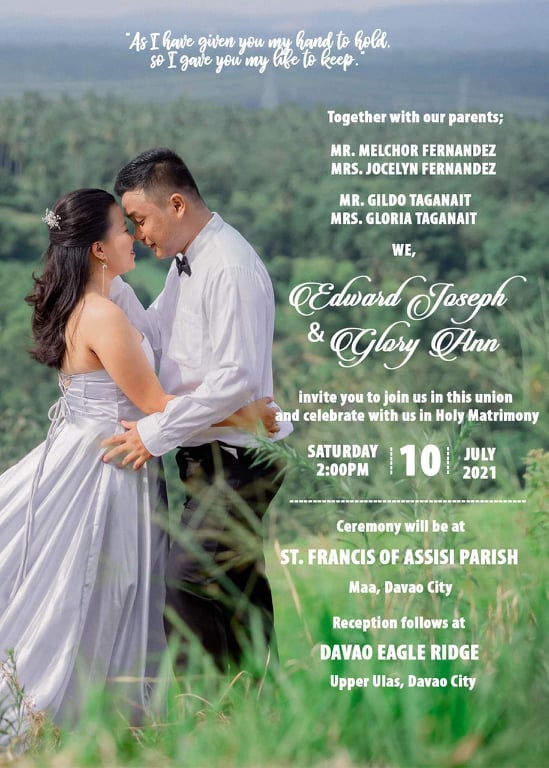 "As I have given you my hand to hold,
so I gave you my life to keep."
Together with our parents;
MR. MELCHOR FERNANDEZ
MRS. JOCELYN FERNANDEZ
MR. GILDO TAGANAIT
MRS. GLORIA TAGANAIT
WE,
Edward Joseph
& Glory Ann
invite you to join us in this union
and celebrate with us in Holy Matrimony
SATURDAY
2:00PM
10
JULY
2021
Ceremony will be at
ST. FRANCIS OF ASSISI PARISH
Maa, Davao City
Reception follows at
DAVAO EAGLE RIDGE
Upper Ulas, Davao City